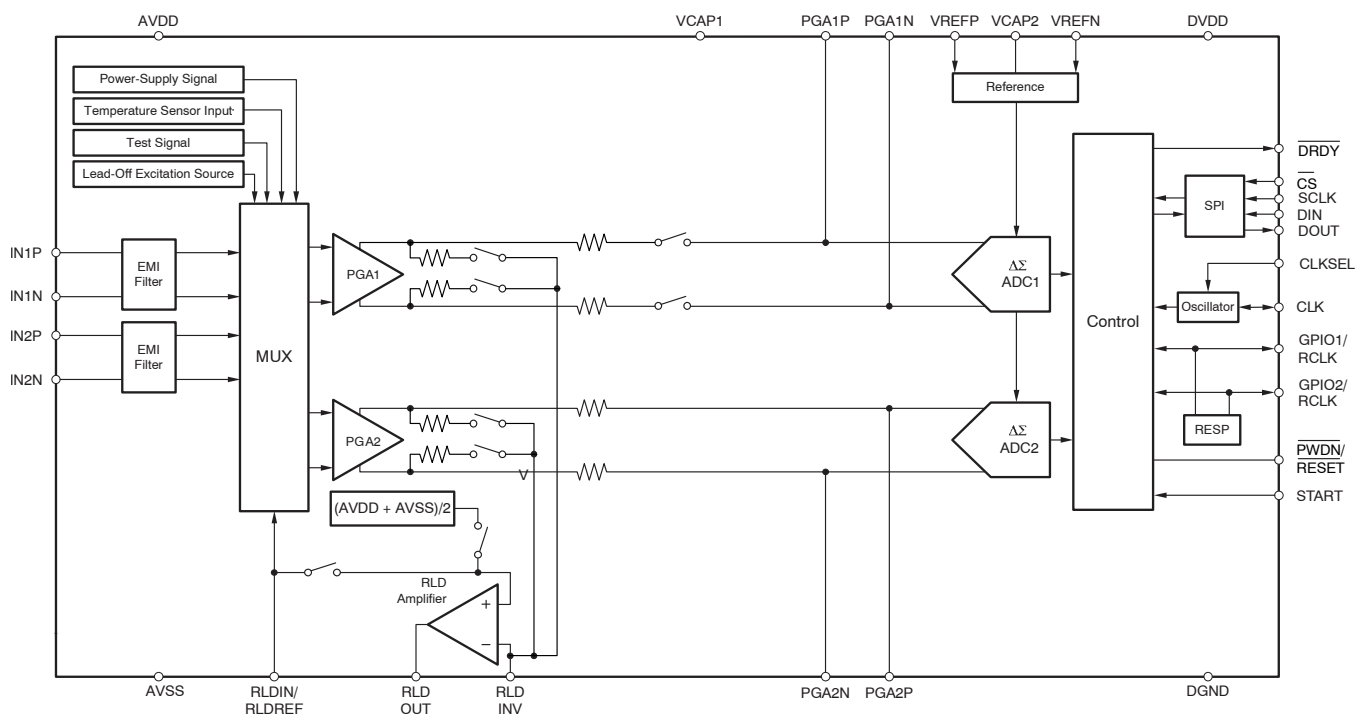 AVDD
VCAP1
PGA1P
PGA1N
VREFP
VCAP2
VREFN
DVDD
Power-Supply Signal
Temperature Sensor Input
Test Signal
Lead-Off Excitation Source
Reference
DRDY
CS
SCLK
DIN
DOUT
SPI
CLKSEL
Oscillator
CLK
GPIO1/
RCLK
GPIO2/
RCLK
RESP
PWDN/
RESET
START
Control
IN1P
IN1N
IN2P
IN2N
EMI
Filter
EMI
Filter
MUX
PGA1
PGA2
ΔΣ
ADC1
ΔΣ
ADC2
V
(AVDD + AVSS)/2
RLD
Amplifier
+
−
AVSS
RLDIN/
RLDREF
RLD
OUT
RLD
INV
PGA2N
PGA2P
DGND